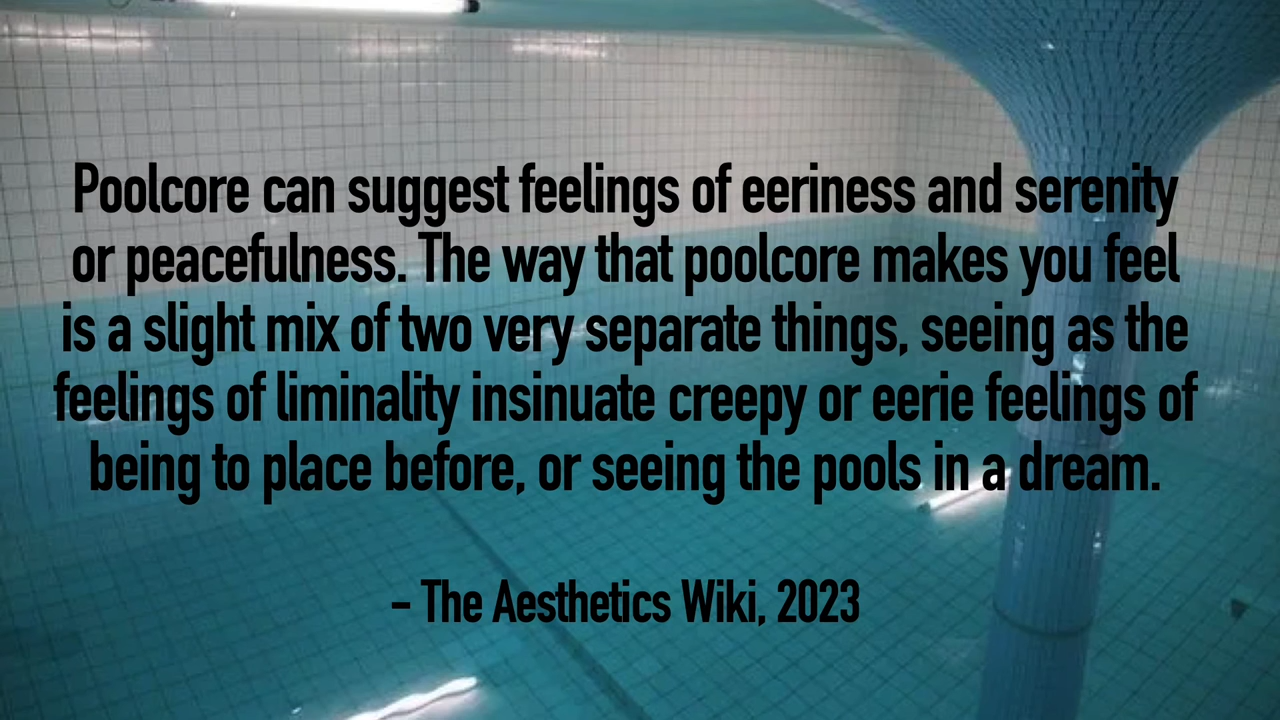 Poolcore can suggest feelings of eeriness and serenity
or peacefulness. The way that poolcore makes you feel
is a slight mix of two very separate things, seeing as the
feelings of liminality insinuate creepy or eerie feelings of
being to place before, or seeing the pools in a dream.
- The Aesthetics Wiki, 2023